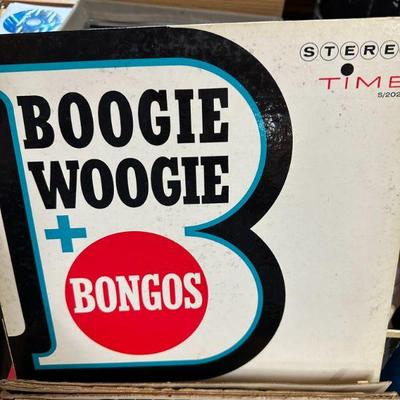 STERE
TIME
S/202
B
BOOGIE
WOOGIE
+
BONGOS